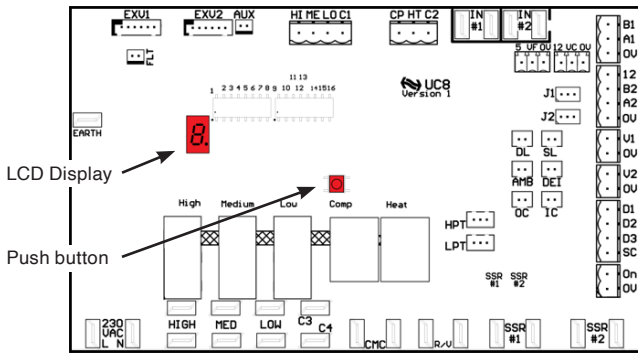 EXV1 EXV2 AUX HI ME LO C1 CP HT C2 IN #1 IN #2
FLT
5 VF 0V 12 VC 0V
B1
A1
0V
11 13
1 2 3 4 5 6 7 8 9 10 12 14 15 16
UC8
Version 1
J1
J2
12
B2
A2
0V
EARTH
8.
LCD Display
DL SL
V1
0V
AMB DEI
V2
0V
OC IC
High Medium Low Comp Heat
HPT
LPT
D1
D2
D3
SC
Push button
SSR #1 SSR #2
On
0V
230 VAC L N
HIGH MED LOW C3 C4
CMC R/V SSR #1 SSR #2